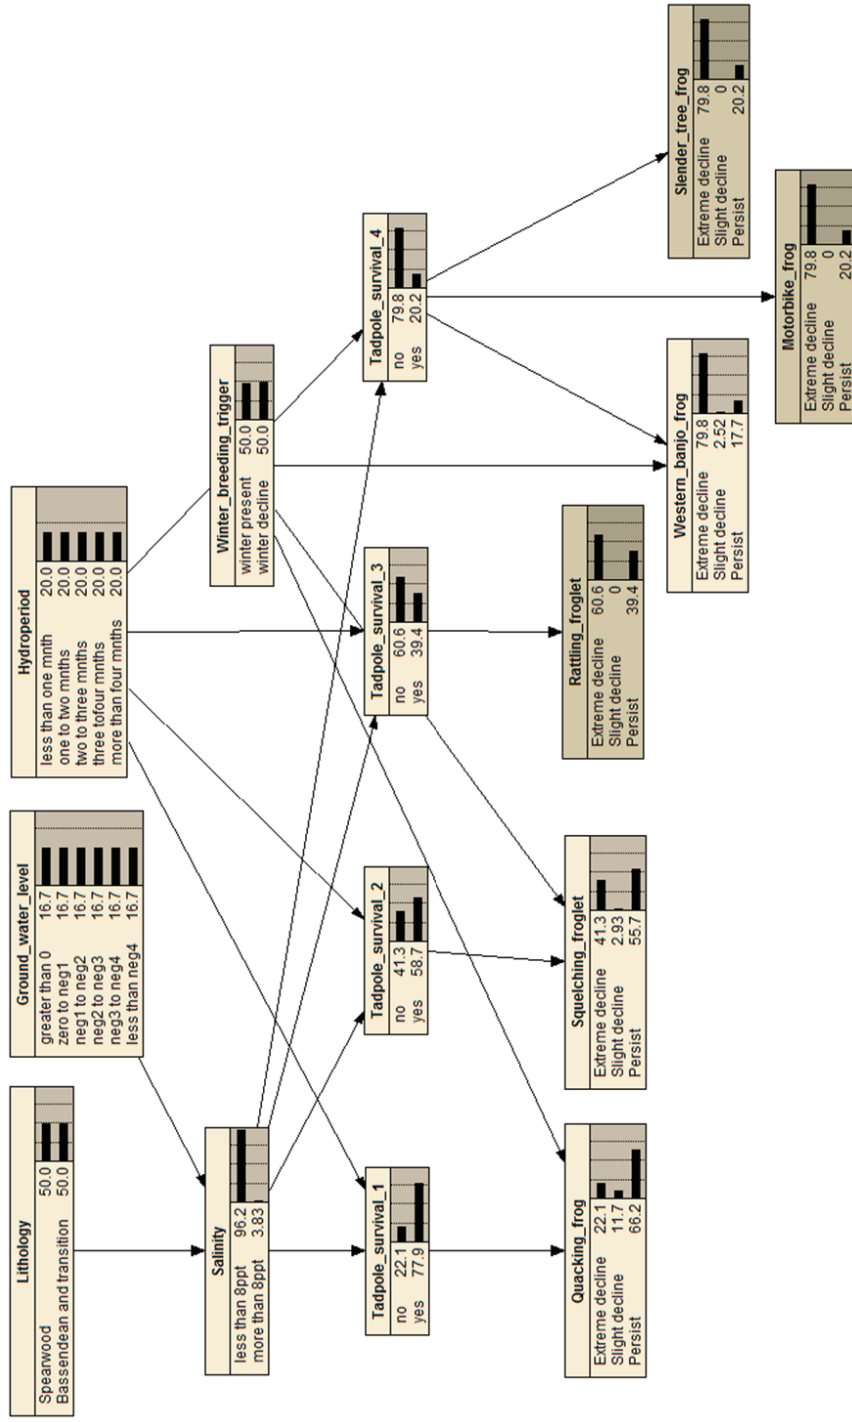 Lithology
Spearwood 50.0
Bassendean and transition 50.0
Ground_water_level
greater than 0 16.7
zero to neg1 16.7
neg1 to neg2 16.7
neg2 to neg3 16.7
neg3 to neg4 16.7
less than neg4 16.7
Hydroperiod
less than one mnth 20.0
one to two mnths 20.0
two to three mnths 20.0
three tofour mnths 20.0
more than four mnths 20.0
Salinity
less than 8ppt 96.2
more than 8ppt 3.83
Winter_breeding_trigger
winter present 50.0
winter decline 50.0
Tadpole_survival_1
no 22.1
yes 77.9
Tadpole_survival_2
no 41.3
yes 58.7
Tadpole_survival_3
no 60.6
yes 39.4
Tadpole_survival_4
no 79.8
yes 20.2
Quacking_frog
Extreme decline 22.1
Slight decline 11.7
Persist 66.2
Squelching_froglet
Extreme decline 41.3
Slight decline 2.93
Persist 55.7
Rattling_froglet
Extreme decline 60.6
Slight decline 0
Persist 39.4
Western_banjo_frog
Extreme decline 79.8
Slight decline 2.52
Persist 17.7
Slender_tree_frog
Extreme decline 79.8
Slight decline 0
Persist 20.2
Motorbike_frog
Extreme decline 79.8
Slight decline 0
Persist 20.2